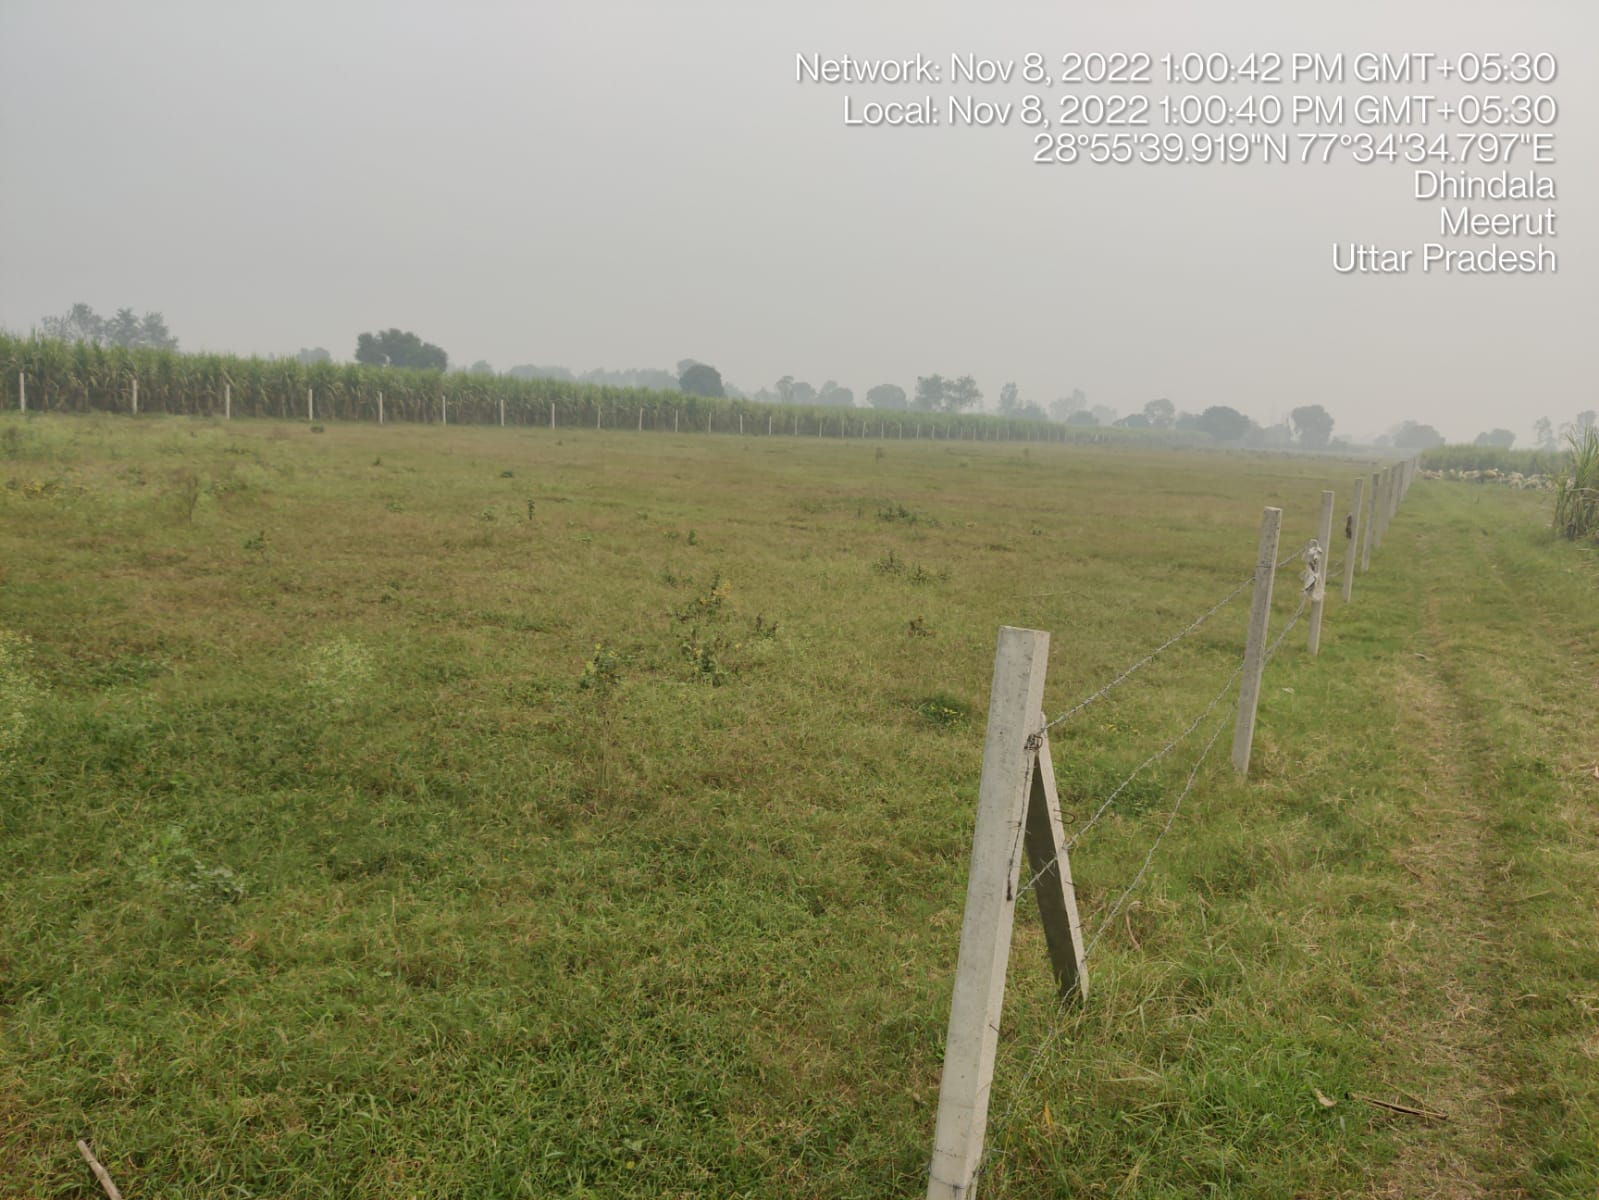 Network: Nov 8, 2022 1:00:42 PM GMT+05:30
Local: Nov 8, 2022 1:00:40 PM GMT+05:30
28°55'39.919"N 77°34'34.797"E
Dhindala
Meerut
Uttar Pradesh